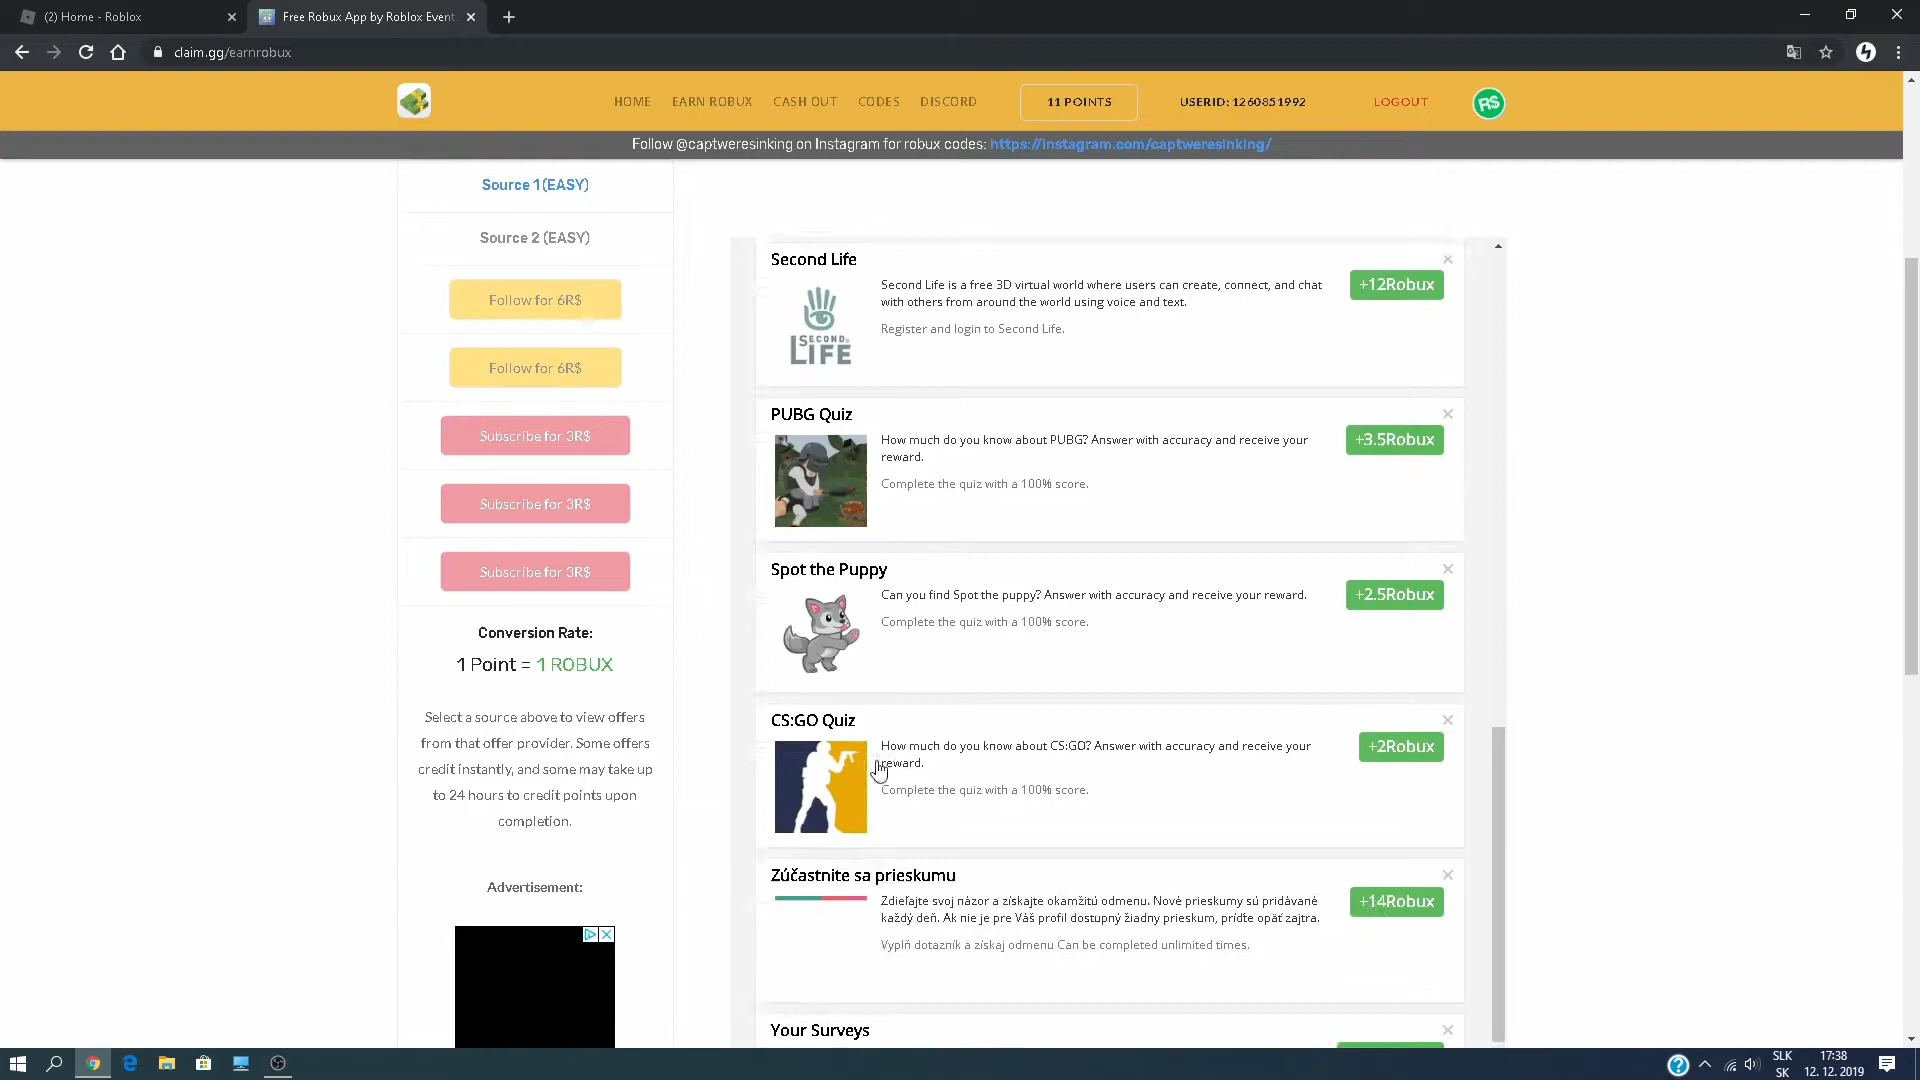 (2) Home - Roblox
Free Robux App by Roblox Event
claim.gg/earnrobux
HOME
EARN ROBUX
CASH OUT
CODES
DISCORD
11 POINTS
USERID: 1260851992
LOGOUT
RS
Follow @captweresinking on Instagram for robux codes: https://instagram.com/captweresinking/
Source 1 (EASY)
Source 2 (EASY)
Follow for 6R$
Follow for 6R$
Subscribe for 3R$
Subscribe for 3R$
Subscribe for 3R$
Conversion Rate:
1 Point = 1 ROBUX
Select a source above to view offers
from that offer provider. Some offers
credit instantly, and some may take up
to 24 hours to credit points upon
completion.
Advertisement:
Second Life
SECOND
LIFE
Second Life is a free 3D virtual world where users can create, connect, and chat
with others from around the world using voice and text.
Register and login to Second Life.
+12Robux
PUBG Quiz
How much do you know about PUBG? Answer with accuracy and receive your
reward.
Complete the quiz with a 100% score.
+3.5Robux
Spot the Puppy
Can you find Spot the puppy? Answer with accuracy and receive your reward.
Complete the quiz with a 100% score.
+2.5Robux
CS:GO Quiz
How much do you know about CS:GO? Answer with accuracy and receive your
reward.
Complete the quiz with a 100% score.
+2Robux
Zúčastnite sa prieskumu
Zdieľajte svoj názor a získajte okamžitú odmenu. Nové prieskumy sú pridávané
každý deň. Ak nie je pre Váš profil dostupný žiadny prieskum, príďte opäť zajtra.
Vyplň dotazník a získaj odmenu Can be completed unlimited times.
+14Robux
Your Surveys
SLK
SK
17:38
12. 12. 2019